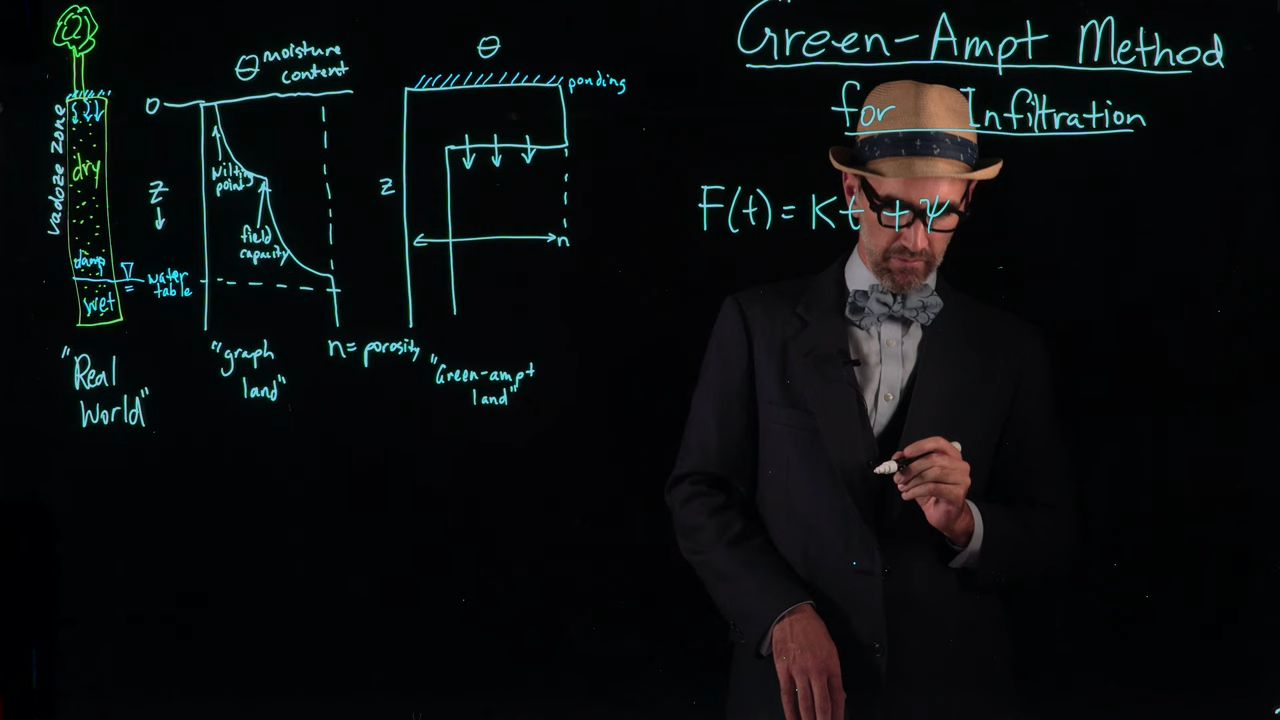 Green-Ampt Method
for Infiltration
F(t) = Kt + ψ
θ moisture
content
0
Z
wilting
point
field
capacity
water
table
n = porosity
"graph
land"
vadoze zone
dry
damp
wet
"Real
World"
θ
ponding
Z
n
"Green-ampt
land"